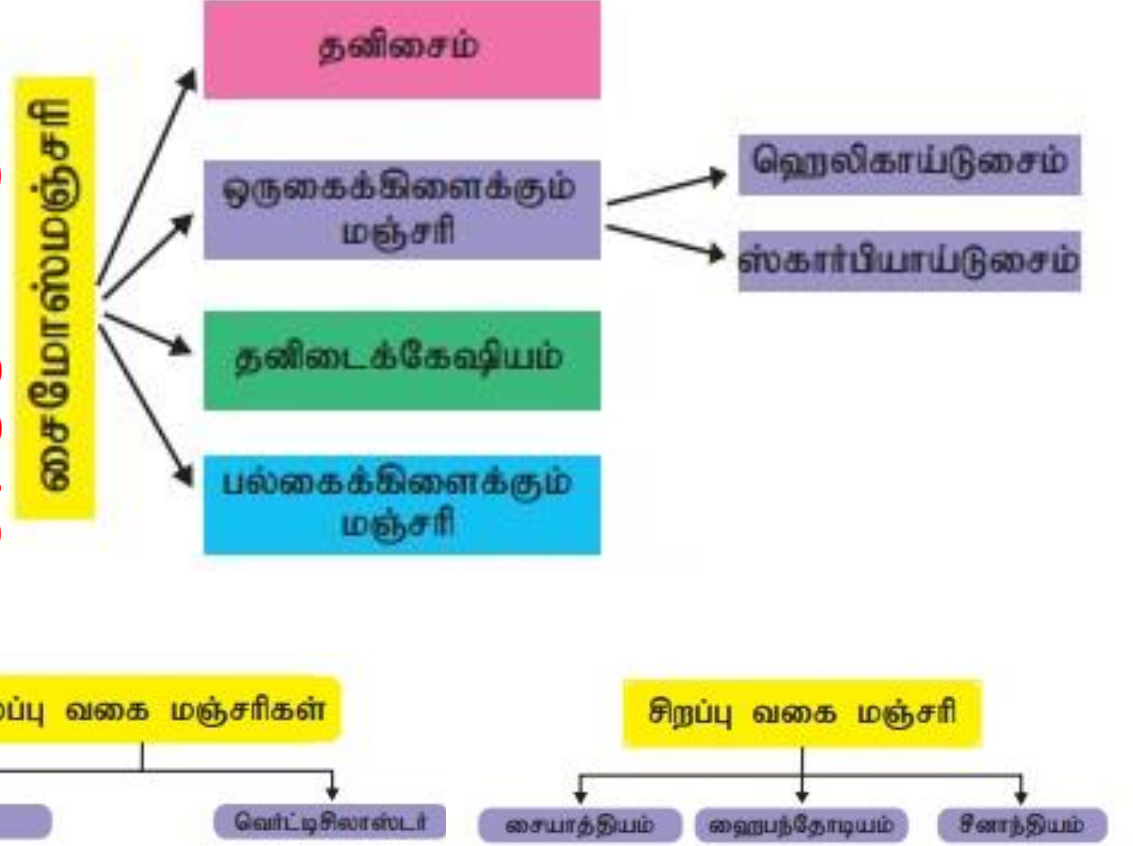 சைமோஸ்மஞ்சரி
தனிசைம்
ஒருகைக்கிளைக்கும்
மஞ்சரி
ஹெலிகாய்டுசைம்
ஸ்கார்பியாய்டுசைம்
தனிடைக்கேஷியம்
பல்கைக்கிளைக்கும்
மஞ்சரி
வகை மஞ்சரிகள்
வெர்ட்டிசிலாஸ்டர்
சிறப்பு வகை மஞ்சரி
சையாத்தியம்
ஹைபந்தோடியம்
சீனாந்தியம்